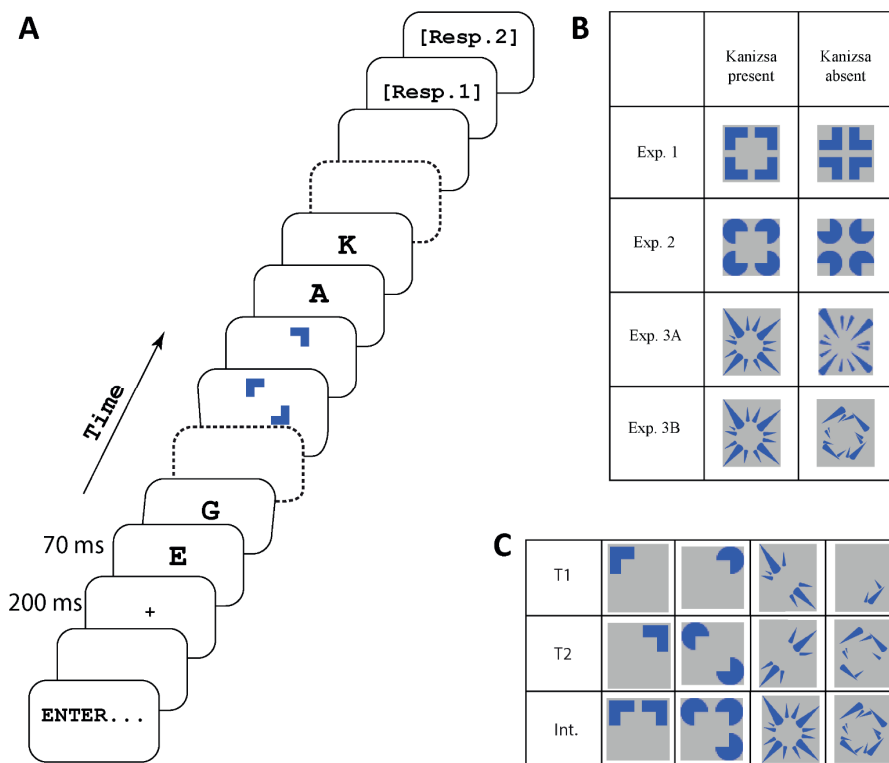 A
[Resp.2]
[Resp.1]
K
A
Time
G
70 ms
E
200 ms
+
ENTER...
B
Kanizsa
present
Kanizsa
absent
Exp. 1
Exp. 2
Exp. 3A
Exp. 3B
C
T1
T2
Int.